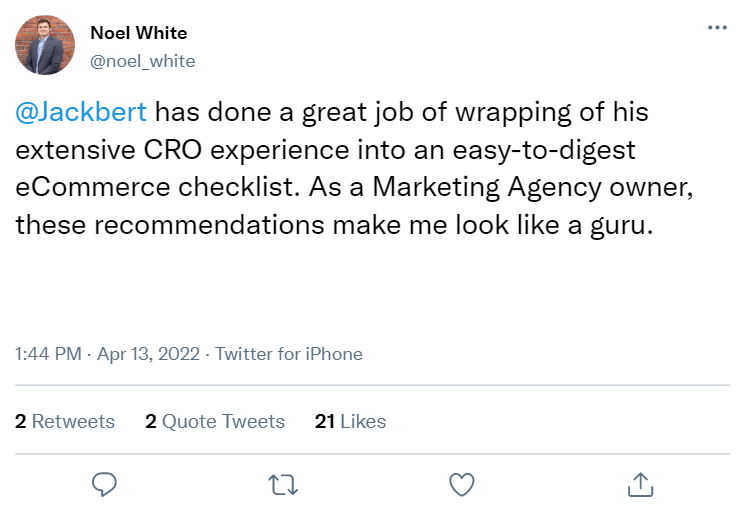 Noel White
@noel_white
@Jackbert has done a great job of wrapping of his
extensive CRO experience into an easy-to-digest
eCommerce checklist. As a Marketing Agency owner,
these recommendations make me look like a guru.
1:44 PM · Apr 13, 2022 · Twitter for iPhone
2 Retweets 2 Quote Tweets 21 Likes